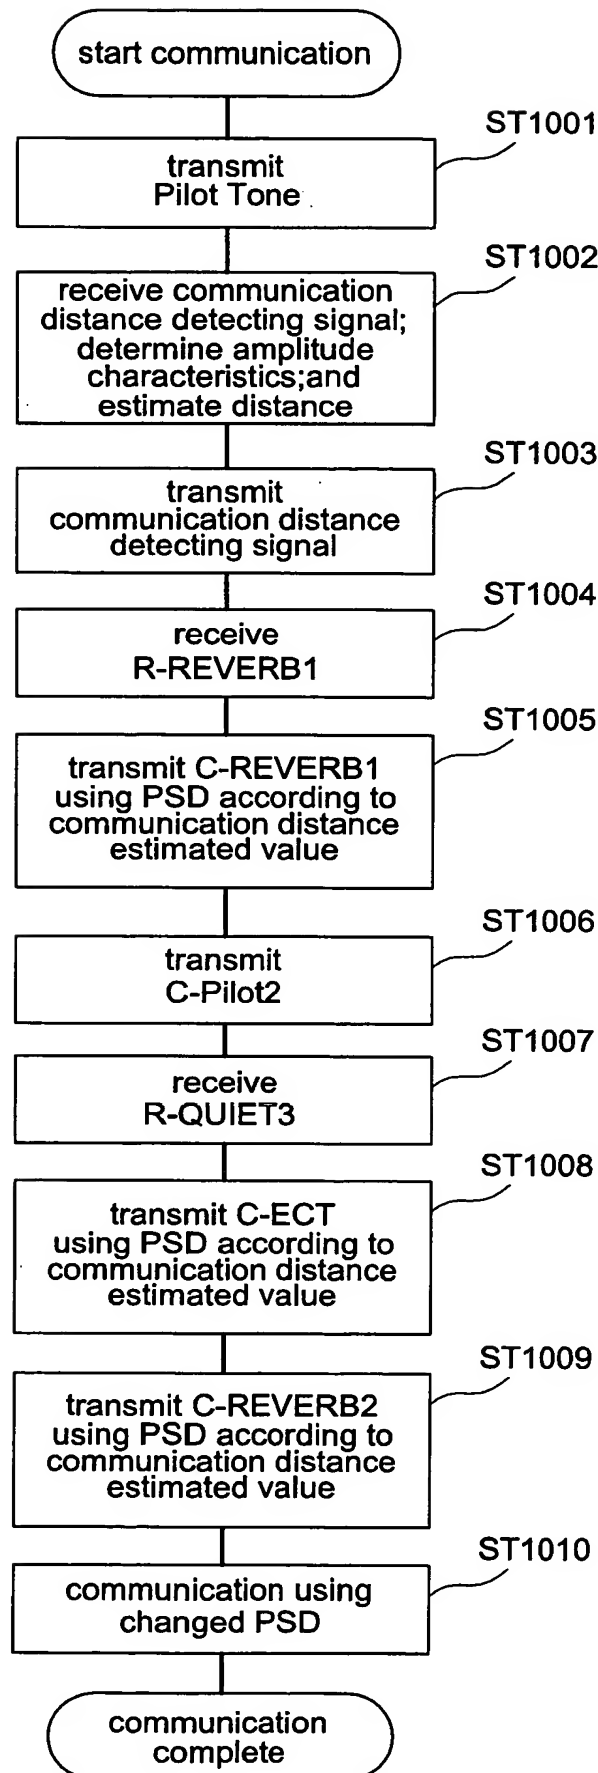 start communication
ST1001
transmit
Pilot Tone
ST1002
receive communication
distance detecting signal;
determine amplitude
characteristics;and
estimate distance
ST1003
transmit
communication distance
detecting signal
ST1004
receive
R-REVERB1
ST1005
transmit C-REVERB1
using PSD according to
communication distance
estimated value
ST1006
transmit
C-Pilot2
ST1007
receive
R-QUIET3
ST1008
transmit C-ECT
using PSD according to
communication distance
estimated value
ST1009
transmit C-REVERB2
using PSD according to
communication distance
estimated value
ST1010
communication using
changed PSD
communication
complete